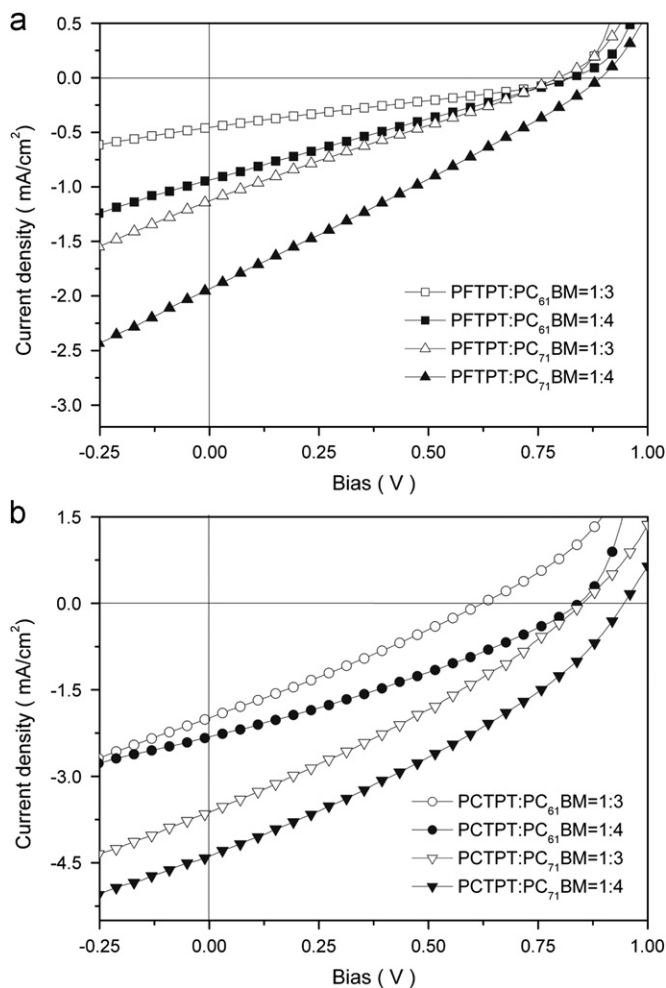 a
0.5
0.0
-0.5
-1.0
-1.5
-2.0
-2.5
-3.0
Current density ( mA/cm²)
PFTPT:PC₆₁BM=1:3
PFTPT:PC₆₁BM=1:4
PFTPT:PC₇₁BM=1:3
PFTPT:PC₇₁BM=1:4
-0.25 0.00 0.25 0.50 0.75 1.00
Bias ( V )
b
1.5
0.0
-1.5
-3.0
-4.5
Current density ( mA/cm²)
PCTPT:PC₆₁BM=1:3
PCTPT:PC₆₁BM=1:4
PCTPT:PC₇₁BM=1:3
PCTPT:PC₇₁BM=1:4
-0.25 0.00 0.25 0.50 0.75 1.00
Bias ( V )